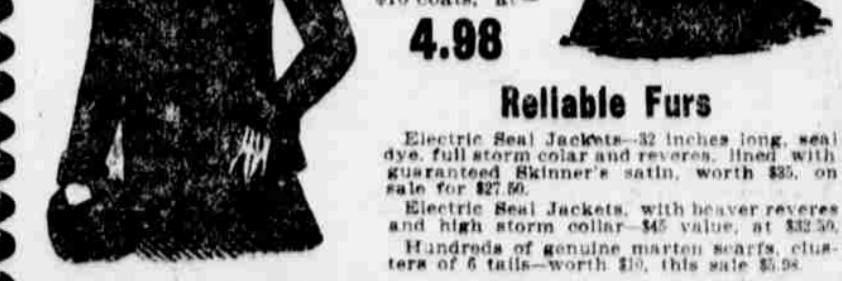 $10 coats, at—
4.98
Reliable Furs
Electric Seal Jackets—32 inches long, seal
dye, full storm colar and reveres, lined with
guaranteed Skinner's satin, worth $35, on
sale for $27.50.
Electric Seal Jackets, with beaver reveres
and high storm collar—$45 value, at $32.50.
Hundreds of genuine marten scarfs, clus-
ters of 6 tails—worth $10, this sale $5.98.